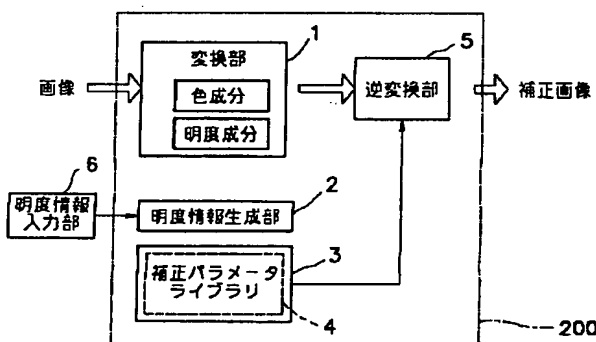 1
5
変換部
画像
色成分
明度成分
逆変換部
補正画像
6
明度情報
入力部
2
明度情報生成部
3
補正パラメータ
ライブラリ
4
200